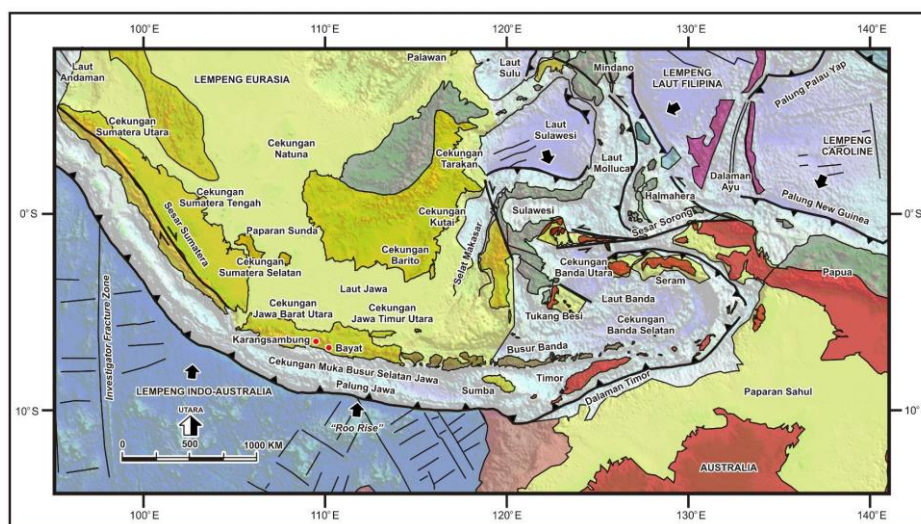 100°E
110°E
120°E
130°E
140°E
Laut
Andaman
LEMPENG EURASIA
Palawan
Laut
Sulu
Mindano
LEMPENG
LAUT FILIPINA
Palung Palau Yap
Cekungan
Sumatera Utara
Cekungan
Natuna
Cekungan
Tarakan
Laut
Sulawesi
Laut
Molluca
LEMPENG
CAROLINE
Dalaman
Ayu
Halmahera
Palung New Guinea
Cekungan
Sumatera Tengah
Sesar Sumatera
Paparan Sunda
Cekungan
Kutai
Sulawesi
Sesar Sorong
0°S
0°
Cekungan
Sumatera Selatan
Cekungan
Barito
Selat Makasar
Cekungan
Banda Utara
Seram
Papua
Laut Jawa
Cekungan
Jawa Barat Utara
Cekungan
Jawa Timur Utara
Laut Banda
Tukang Besi
Cekungan
Banda Selatan
Karangsambung
Bayat
Busur Banda
Investigator Fracture Zone
Cekungan Muka Busur Selatan Jawa
Palung Jawa
Sumba
Timor
Dalaman Timor
Paparan Sahul
LEMPENG INDO-AUSTRALIA
10°S
10°
UTARA
"Roo Rise"
0
500
1000 KM
AUSTRALIA
100°E
110°E
120°E
130°E
140°E